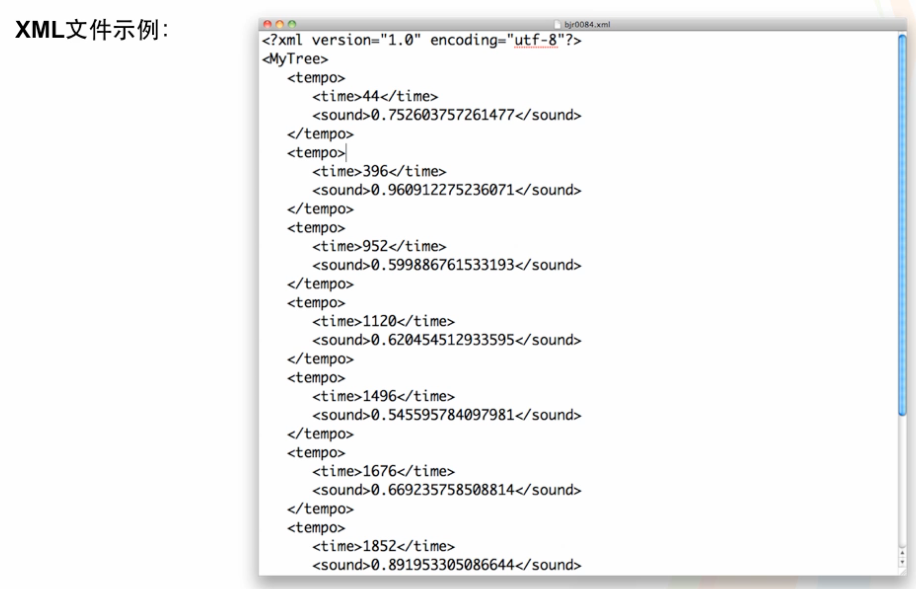 XML文件示例：
bjr0084.xml
<?xml version="1.0" encoding="utf-8"?>
<MyTree>
<tempo>
<time>44</time>
<sound>0.752603757261477</sound>
</tempo>
<tempo>
<time>396</time>
<sound>0.960912275236071</sound>
</tempo>
<tempo>
<time>952</time>
<sound>0.599886761533193</sound>
</tempo>
<tempo>
<time>1120</time>
<sound>0.620454512933595</sound>
</tempo>
<tempo>
<time>1496</time>
<sound>0.545595784097981</sound>
</tempo>
<tempo>
<time>1676</time>
<sound>0.669235758508814</sound>
</tempo>
<tempo>
<time>1852</time>
<sound>0.891953305086644</sound>